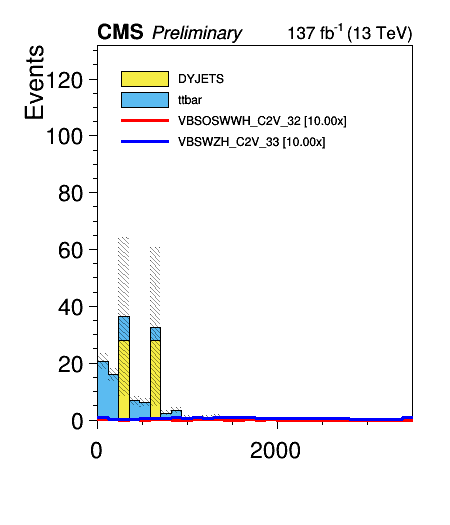 CMS Preliminary 137 fb-1 (13 TeV)
Events
120
100
80
60
40
20
0
DYJETS
ttbar
VBSOSWWH_C2V_32 [10.00x]
VBSWZH_C2V_33 [10.00x]
0 2000